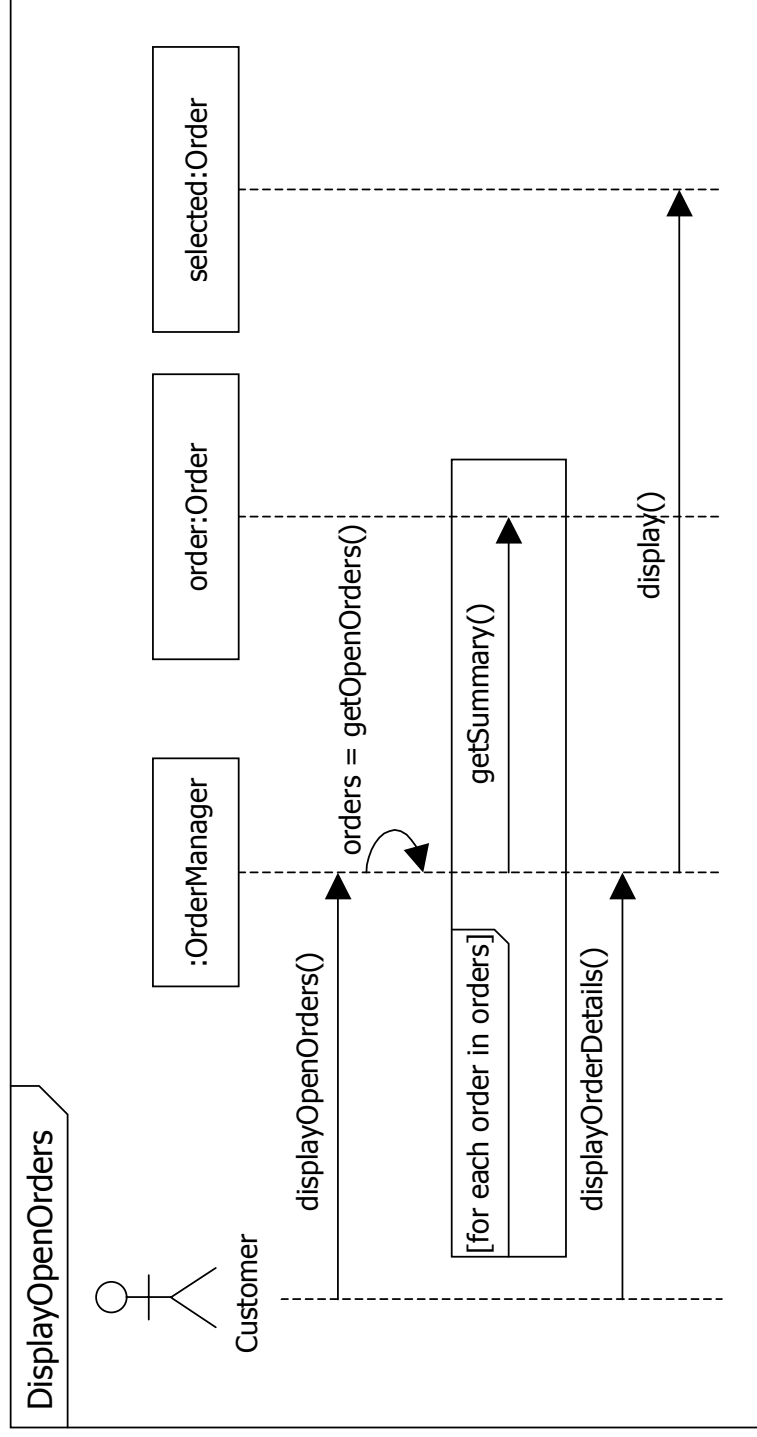 DisplayOpenOrders
Customer
:OrderManager
order:Order
selected:Order
displayOpenOrders()
orders = getOpenOrders()
[for each order in orders]
getSummary()
displayOrderDetails()
display()